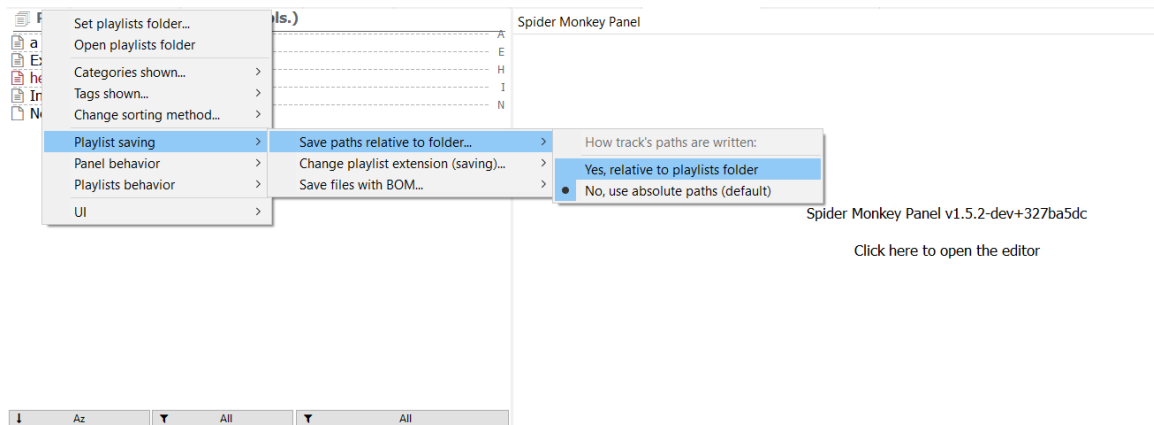 ls.)
Set playlists folder...
Open playlists folder
Categories shown...
Tags shown...
Change sorting method...
Playlist saving
Panel behavior
Playlists behavior
UI
Save paths relative to folder...
Change playlist extension (saving)...
Save files with BOM...
How track's paths are written:
Yes, relative to playlists folder
No, use absolute paths (default)
a
A
E
H
I
N
Az
All
All
Spider Monkey Panel
Spider Monkey Panel v1.5.2-dev+327ba5dc
Click here to open the editor